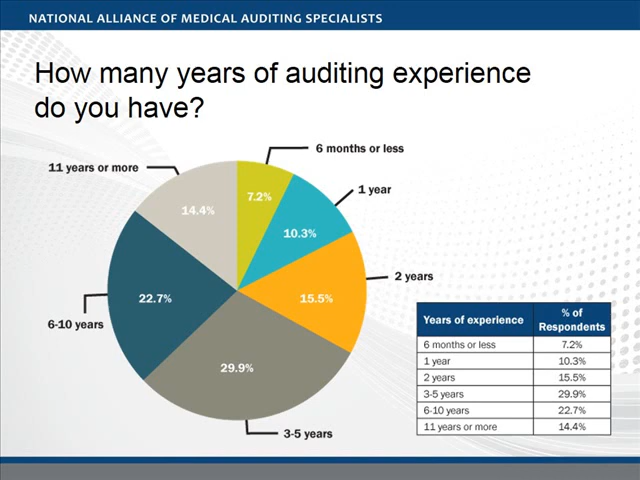 NATIONAL ALLIANCE OF MEDICAL AUDITING SPECIALISTS
How many years of auditing experience
do you have?
6 months or less
11 years or more
1 year
7.2%
14.4%
10.3%
2 years
22.7%
15.5%
6-10 years
29.9%
3-5 years
Years of experience
% of
Respondents
6 months or less 7.2%
1 year 10.3%
2 years 15.5%
3-5 years 29.9%
6-10 years 22.7%
11 years or more 14.4%